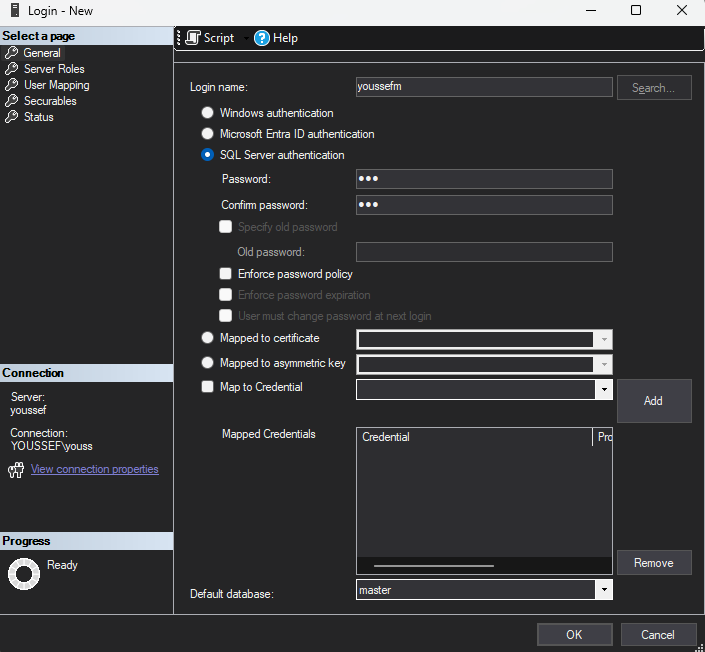 Login - New
Select a page
General
Server Roles
User Mapping
Securables
Status
Script
Help
Login name:
youssefm
Search...
Windows authentication
Microsoft Entra ID authentication
SQL Server authentication
Password:
Confirm password:
Specify old password
Old password:
Enforce password policy
Enforce password expiration
User must change password at next login
Mapped to certificate
Mapped to asymmetric key
Map to Credential
Add
Mapped Credentials
Credential
Pro
Remove
Default database:
master
Connection
Server:
youssef
Connection:
YOUSSEF\youss
View connection properties
Progress
Ready
OK
Cancel